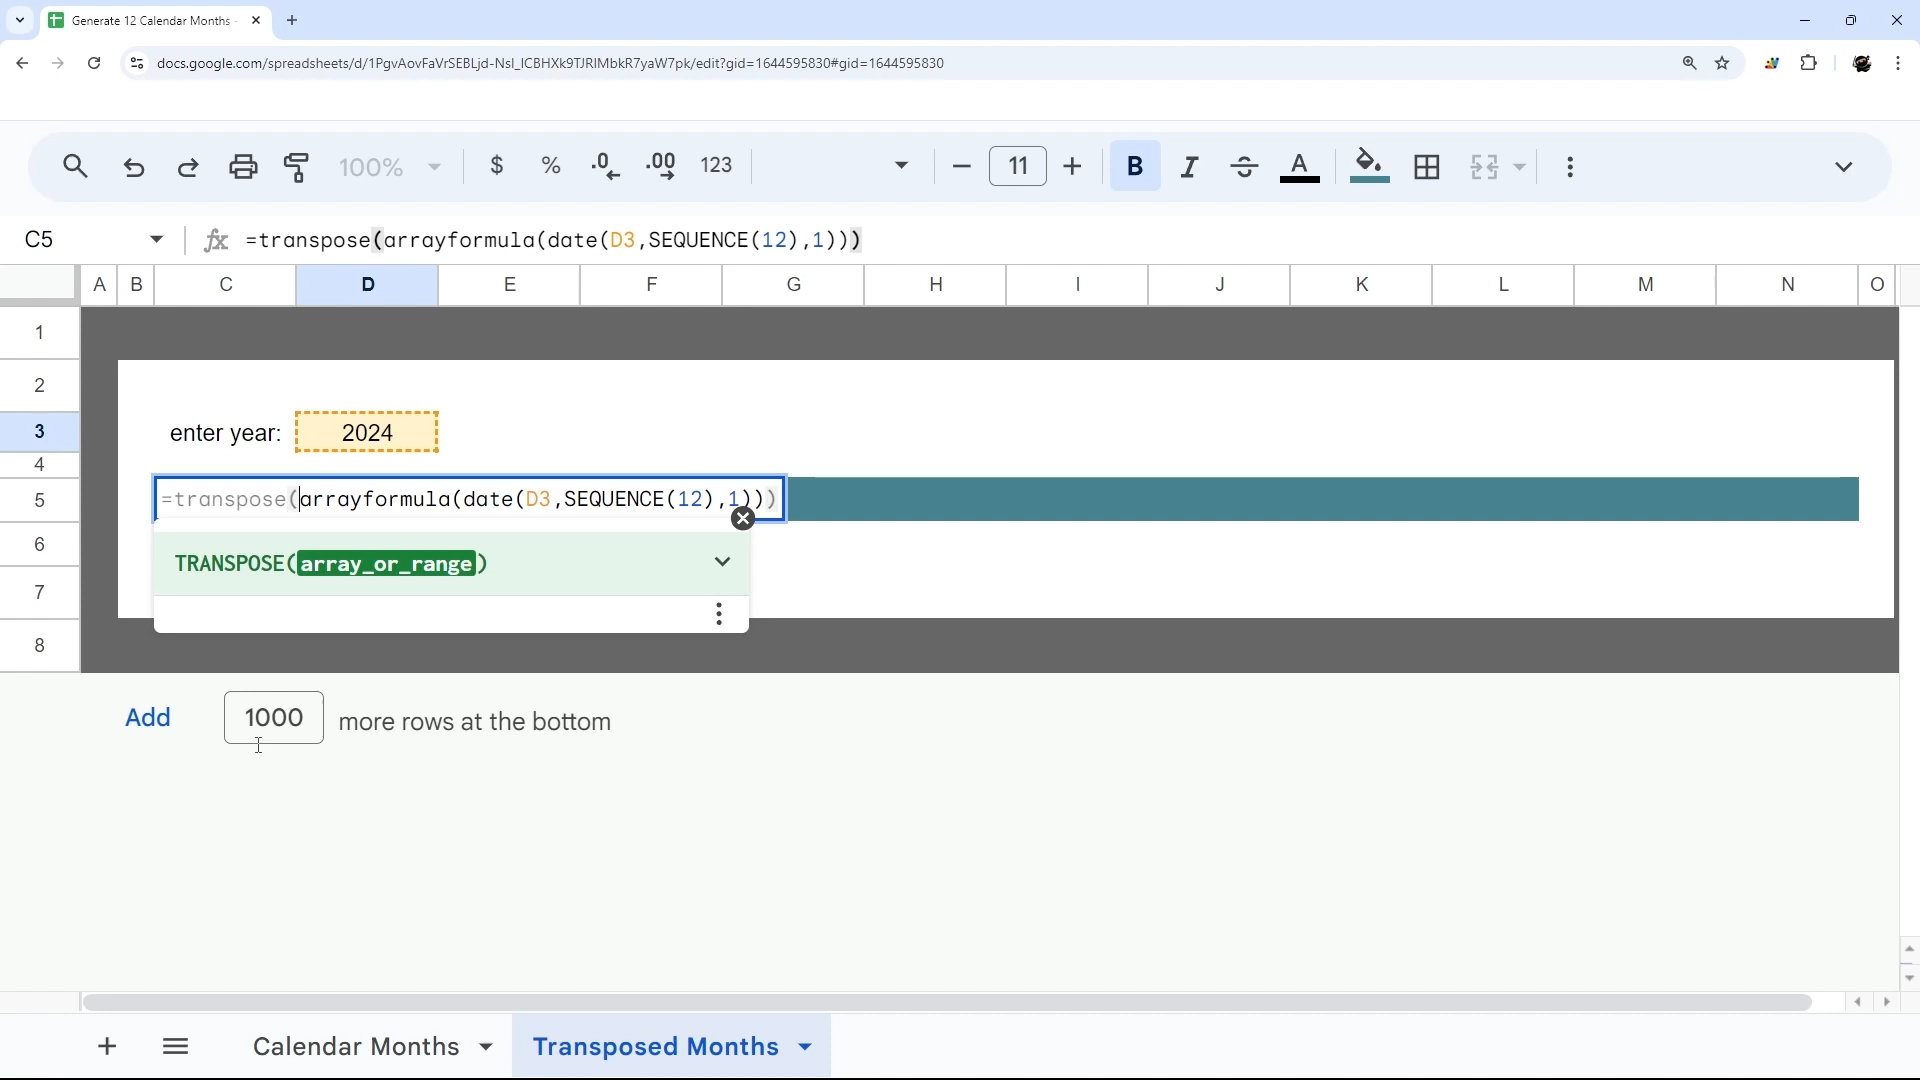 Generate 12 Calendar Months -
docs.google.com/spreadsheets/d/1PgvAovFaVrSEBLjd-Nsl_ICBHXk9TJRIMbkR7yaW7pk/edit?gid=1644595830#gid=1644595830
100% $ % .0 .00 123 11 B I A
C5 fx =transpose(arrayformula(date(D3,SEQUENCE(12),1)))
A B C D E F G H I J K L M N O
1
2
3 enter year: 2024
4
5 =transpose(arrayformula(date(D3,SEQUENCE(12),1)))
6 TRANSPOSE(array_or_range)
7
8
Add 1000 more rows at the bottom
Calendar Months Transposed Months